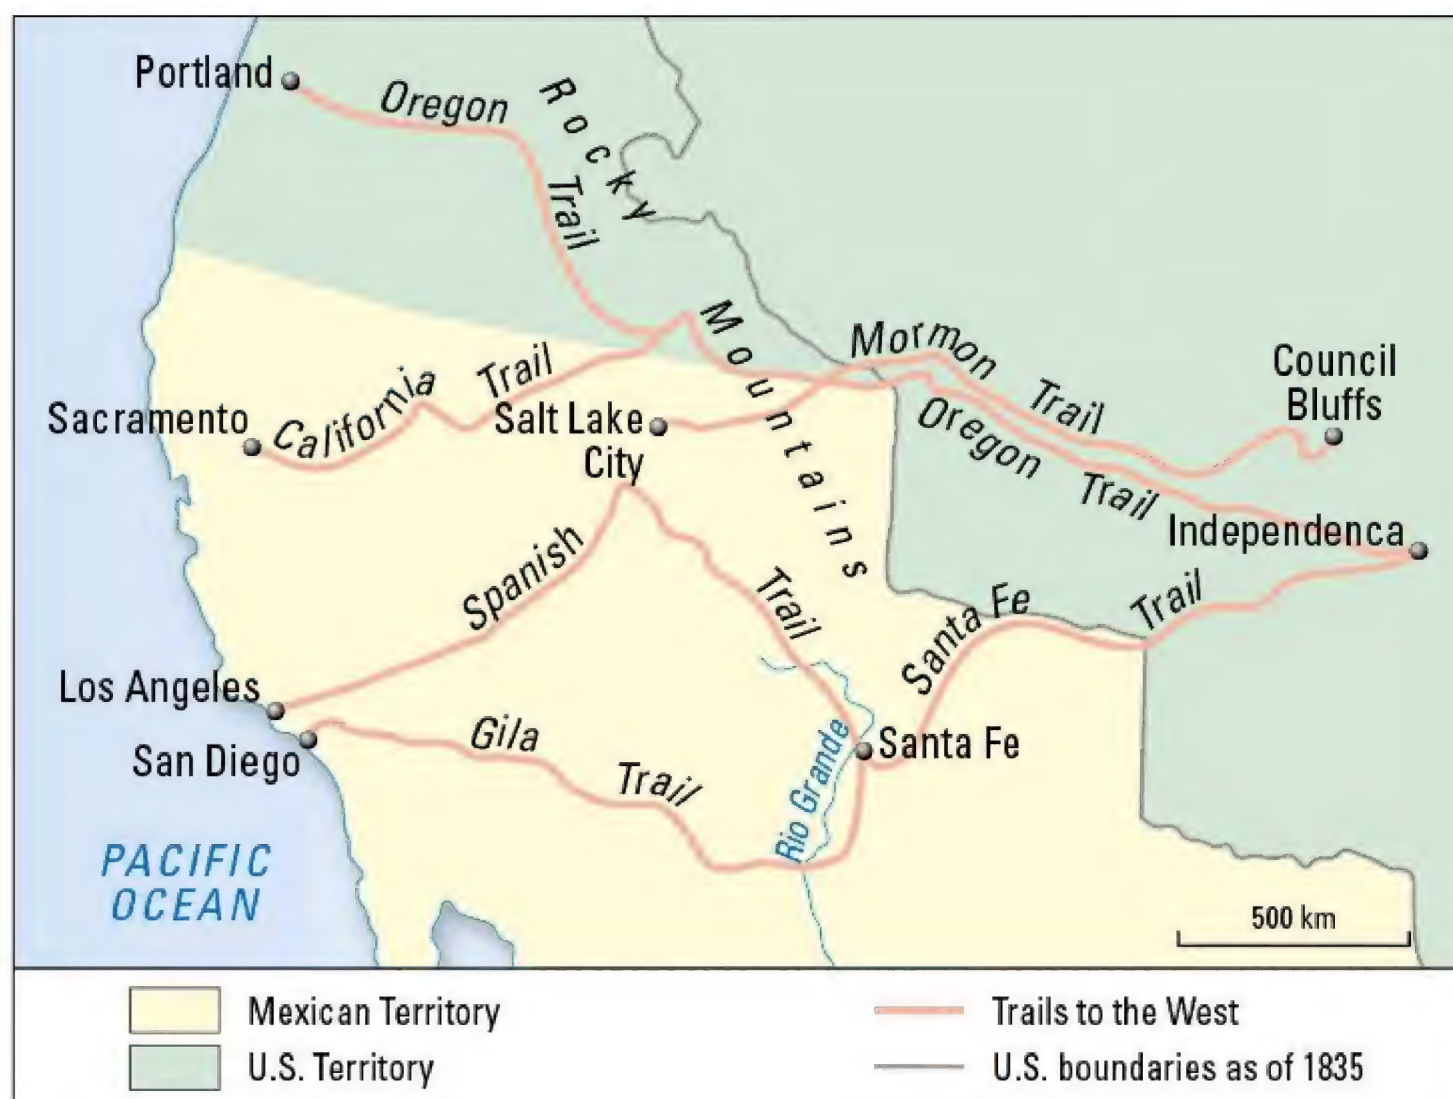 Portland
Oregon
Trail
Rocky
Mountains
Mormon
Trail
Council
Bluffs
Oregon
Trail
Independenca
California
Trail
Sacramento
Salt Lake
City
Spanish
Trail
Santa Fe
Trail
Los Angeles
San Diego
Gila
Trail
Rio Grande
Santa Fe
PACIFIC
OCEAN
500 km
Mexican Territory
U.S. Territory
Trails to the West
U.S. boundaries as of 1835